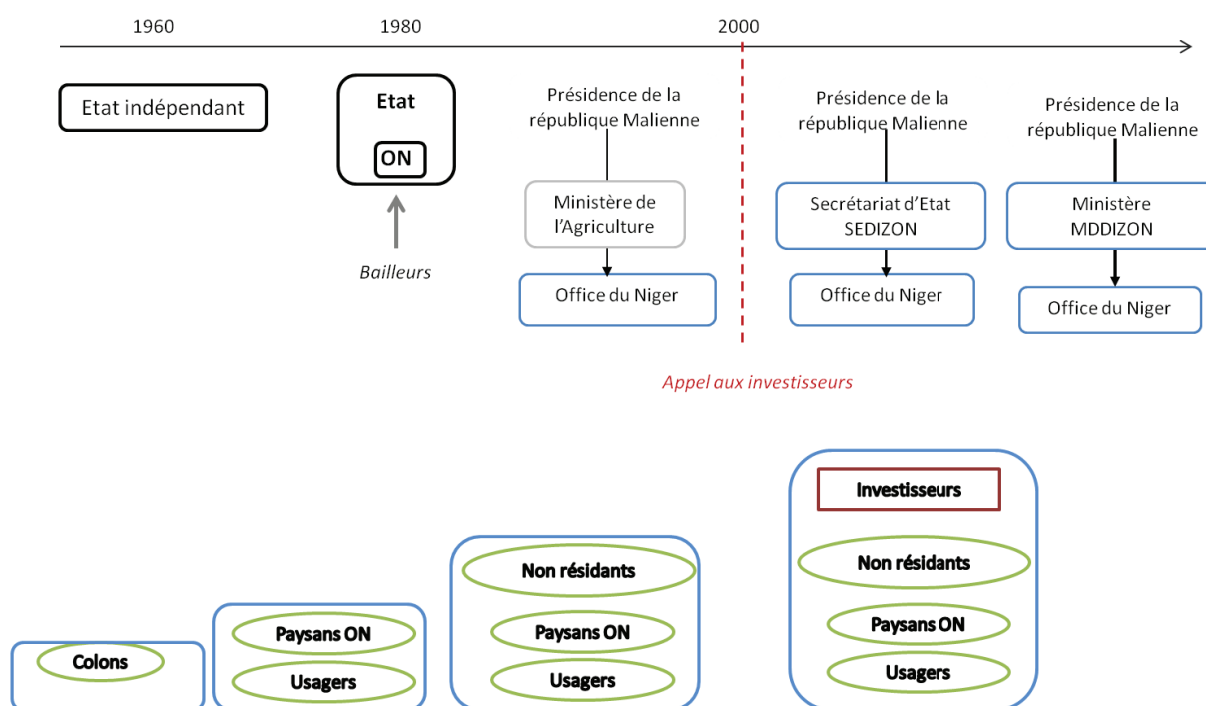 1960
1980
2000
Etat indépendant
Etat
ON
Bailleurs
Présidence de la
république Malienne
Ministère de
l'Agriculture
Office du Niger
Présidence de la
république Malienne
Secrétariat d'Etat
SEDIZON
Office du Niger
Présidence de la
république Malienne
Ministère
MDDIZON
Office du Niger
Appel aux investisseurs
Colons
Paysans ON
Usagers
Non résidants
Paysans ON
Usagers
Investisseurs
Non résidants
Paysans ON
Usagers